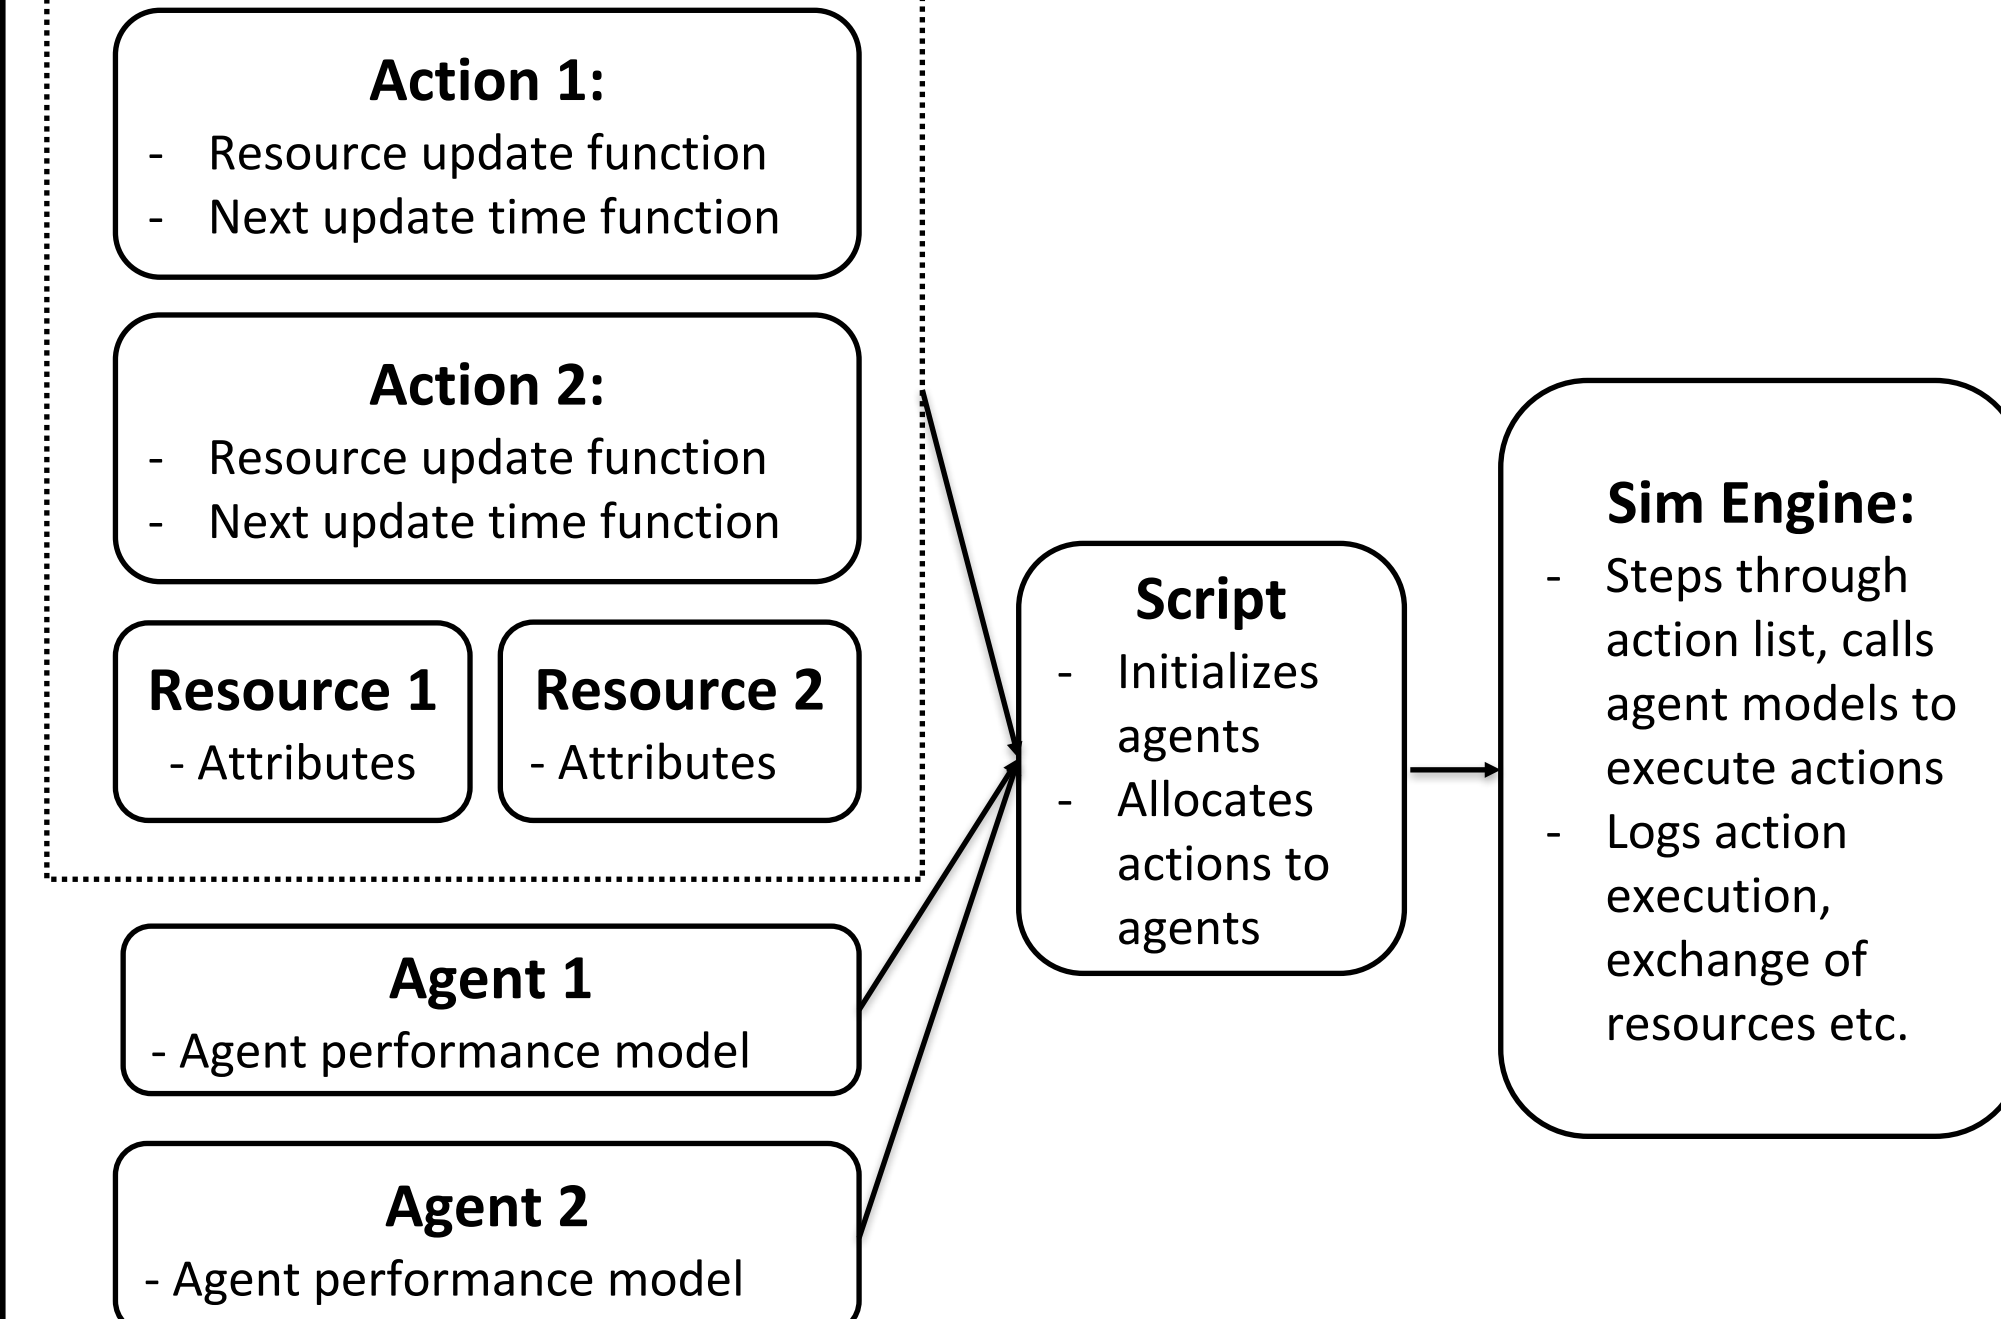 Action 1:
- Resource update function
- Next update time function
Action 2:
- Resource update function
- Next update time function
Resource 1
- Attributes
Resource 2
- Attributes
Agent 1
- Agent performance model
Agent 2
- Agent performance model
Script
- Initializes
agents
- Allocates
actions to
agents
Sim Engine:
- Steps through
action list, calls
agent models to
execute actions
- Logs action
execution,
exchange of
resources etc.